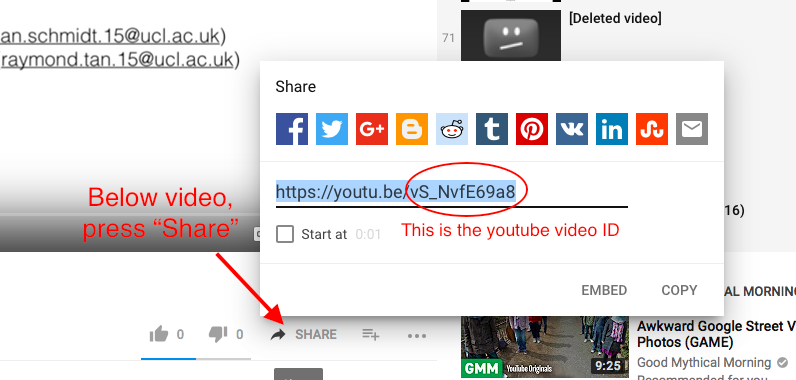 an.schmidt.15@ucl.ac.uk)
raymond.tan.15@ucl.ac.uk)
71
[Deleted video]
Share
f
G+
B
t
in
https://youtu.be/vS_NvfE69a8
Start at 0:01
This is the youtube video ID
EMBED
COPY
Below video,
press “Share”
0
0
SHARE
16)
AL MORNING
Awkward Google Street V
Photos (GAME)
Good Mythical Morning
Recommended for you
GMM
YouTube Originals
9:25